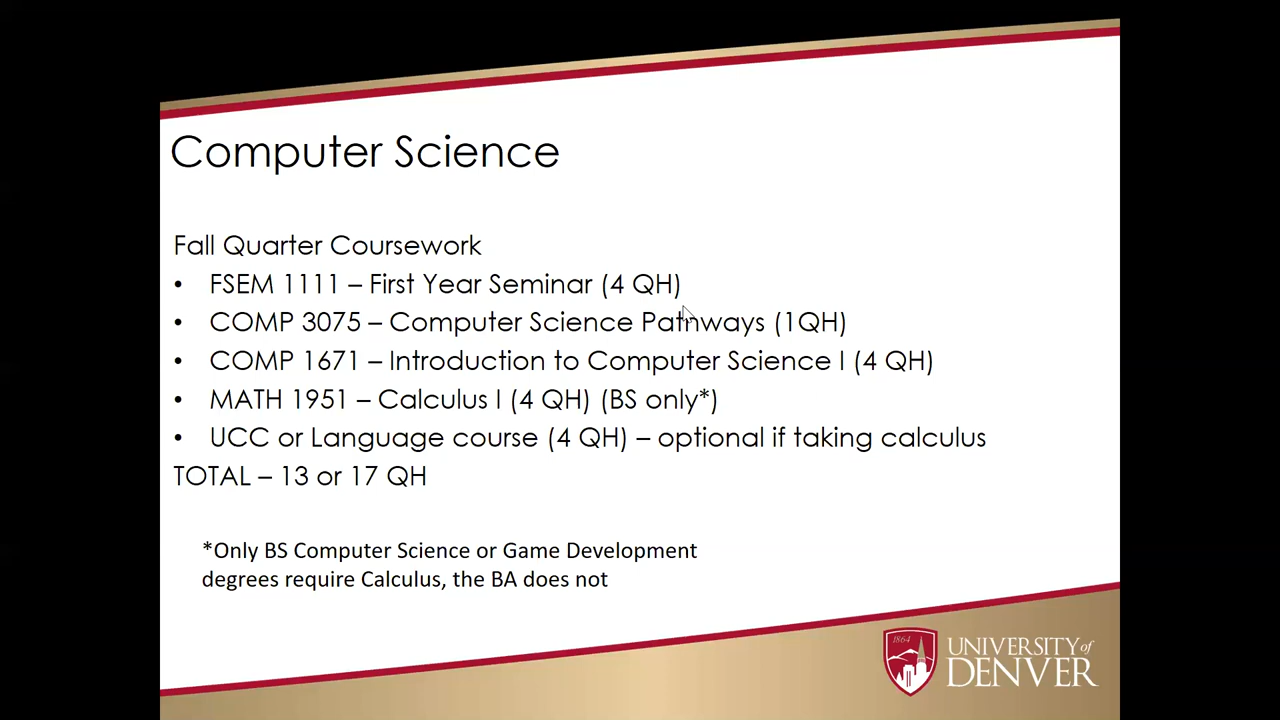 Computer Science
Fall Quarter Coursework
• FSEM 1111 – First Year Seminar (4 QH)
• COMP 3075 – Computer Science Pathways (1QH)
• COMP 1671 – Introduction to Computer Science I (4 QH)
• MATH 1951 – Calculus I (4 QH) (BS only*)
• UCC or Language course (4 QH) – optional if taking calculus
TOTAL – 13 or 17 QH
*Only BS Computer Science or Game Development
degrees require Calculus, the BA does not
1864
UNIVERSITY of
DENVER